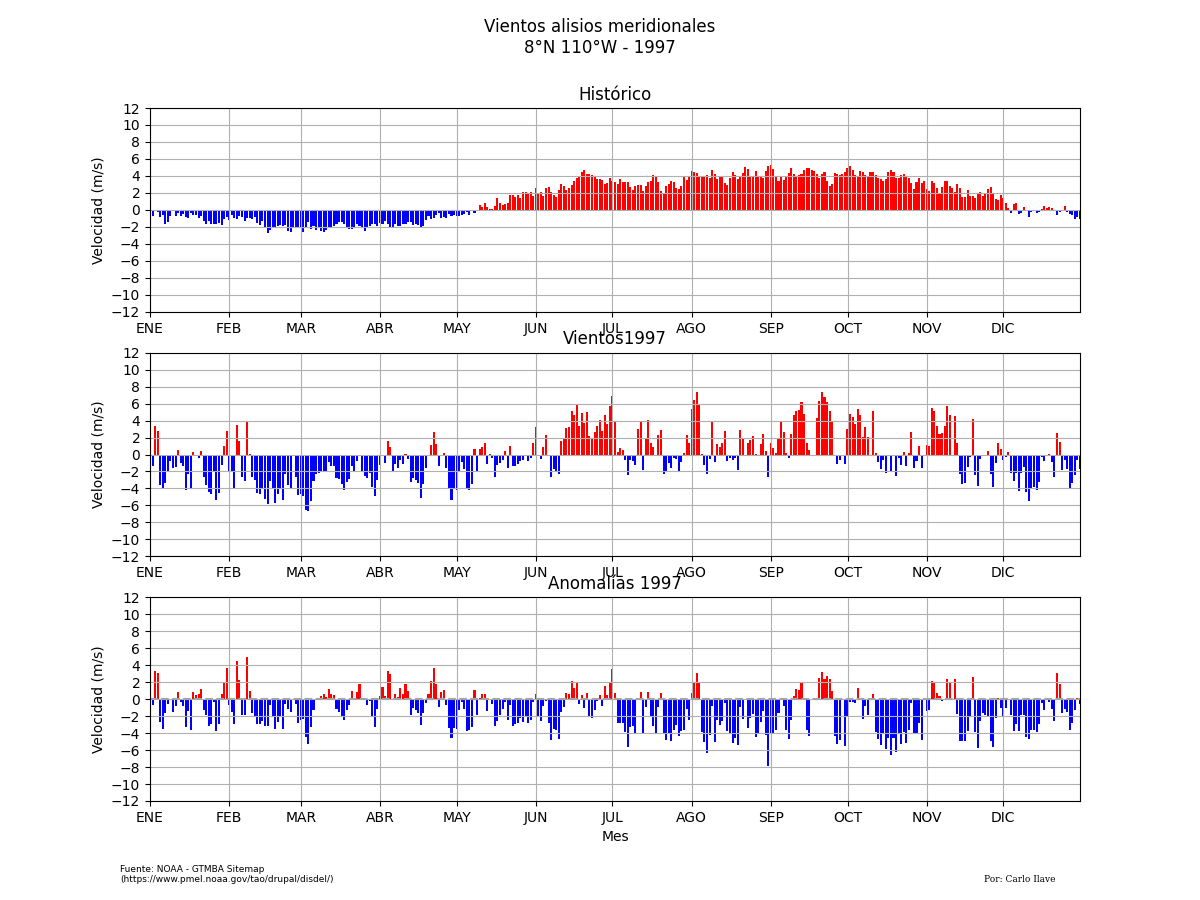 Vientos alisios meridionales
8°N 110°W - 1997
Histórico
12
10
8
6
4
2
0
−2
−4
−6
−8
−10
−12
Velocidad (m/s)
ENE FEB MAR ABR MAY JUN JUL AGO SEP OCT NOV DIC
Vientos1997
12
10
8
6
4
2
0
−2
−4
−6
−8
−10
−12
Velocidad (m/s)
ENE FEB MAR ABR MAY JUN JUL AGO SEP OCT NOV DIC
Anomalías 1997
12
10
8
6
4
2
0
−2
−4
−6
−8
−10
−12
Velocidad (m/s)
ENE FEB MAR ABR MAY JUN JUL AGO SEP OCT NOV DIC
Mes
Fuente: NOAA - GTMBA Sitemap
(https://www.pmel.noaa.gov/tao/drupal/disdel/)
Por: Carlo Ilave